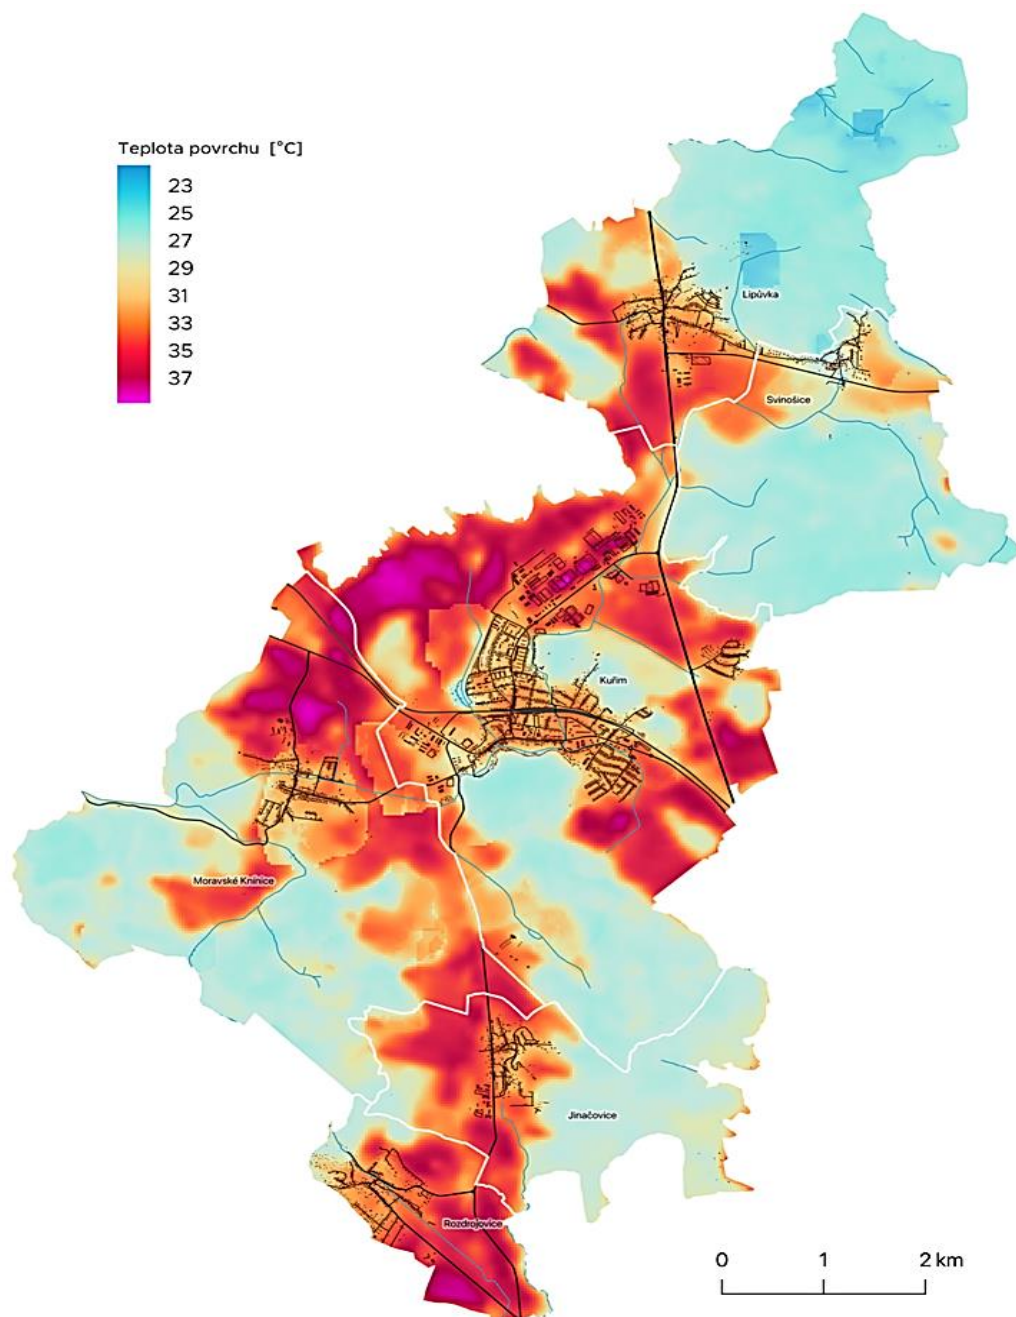 Teplota povrchu [°C]
23
25
27
29
31
33
35
37
Lipůvka
Svinošice
Kuřim
Moravské Knínice
Jinačovice
Rozdrojovice
0 1 2 km